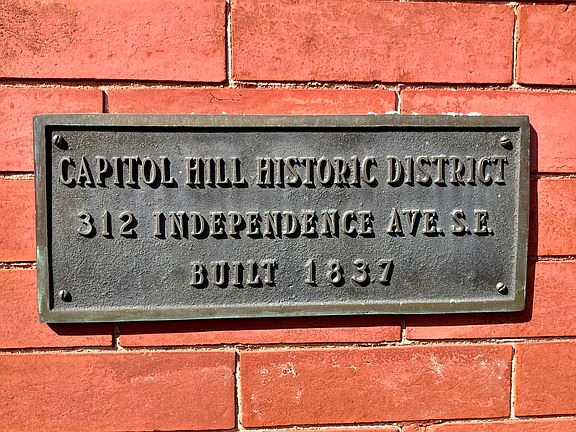 CAPITOL HILL HISTORIC DISTRICT
312 INDEPENDENCE AVE. S.E.
BUILT 1837